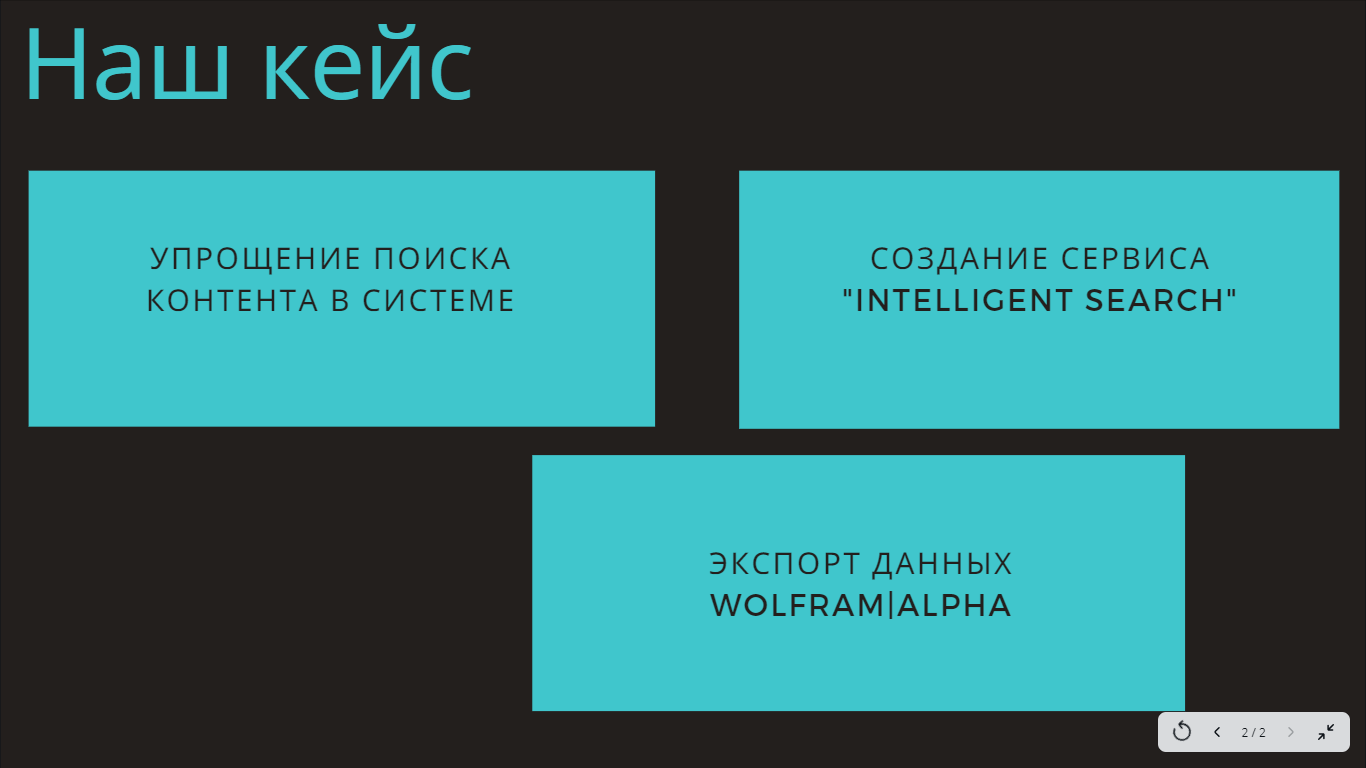 Наш кейс
УПРОЩЕНИЕ ПОИСКА
КОНТЕНТА В СИСТЕМЕ
СОЗДАНИЕ СЕРВИСА
"INTELLIGENT SEARCH"
ЭКСПОРТ ДАННЫХ
WOLFRAM|ALPHA
2 / 2